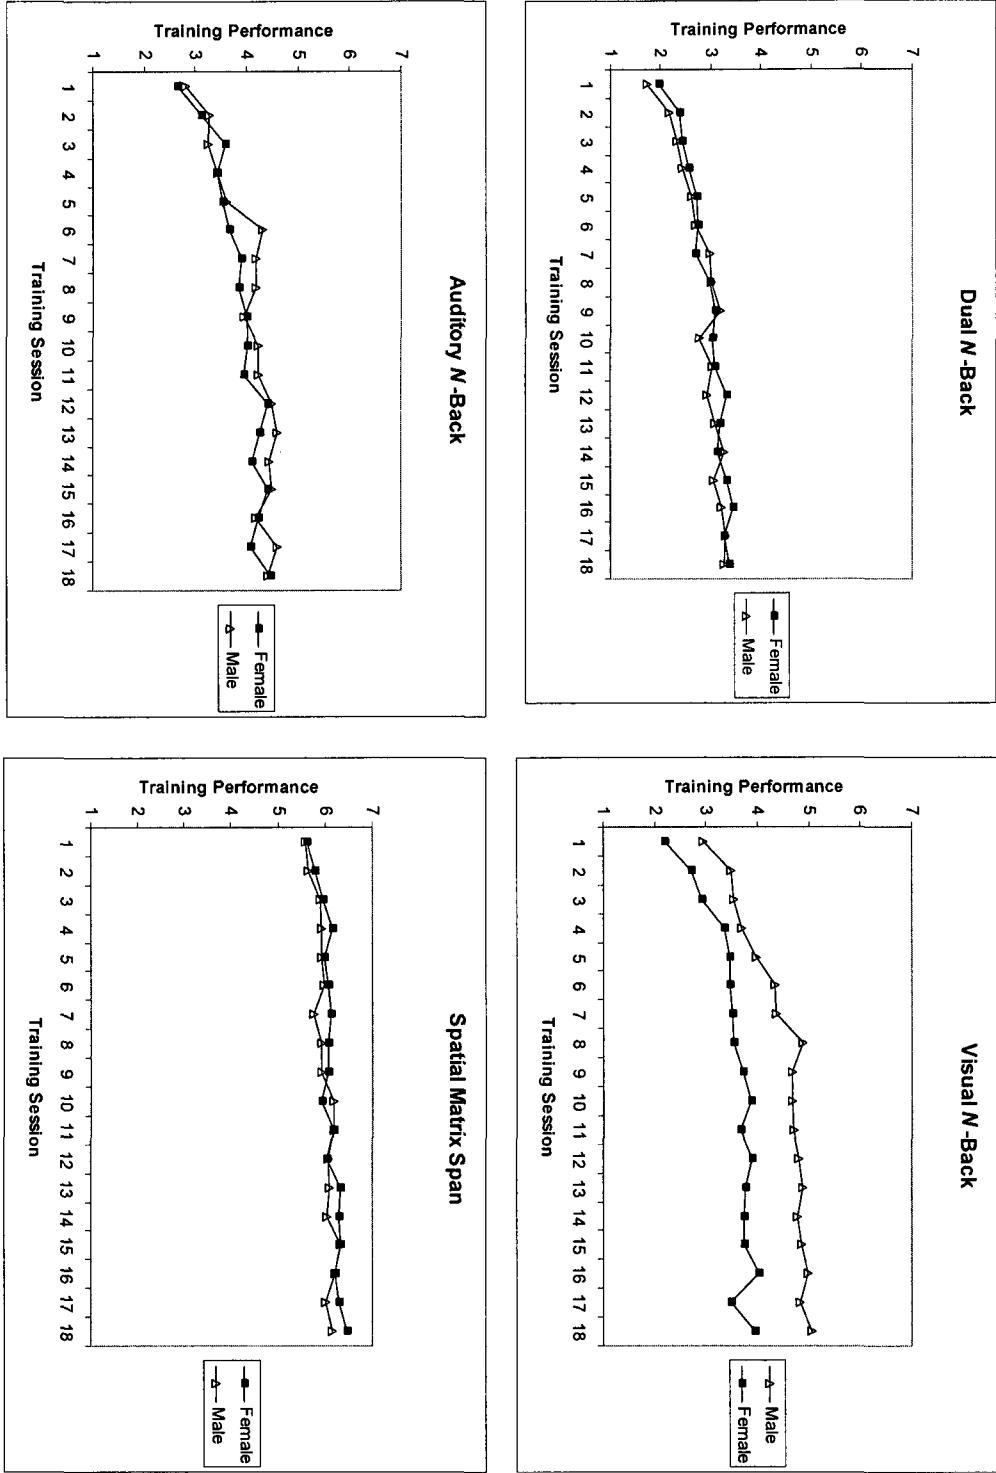 Dual N-Back
Training Performance
7
6
5
4
3
2
1
1 2 3 4 5 6 7 8 9 10 11 12 13 14 15 16 17 18
Training Session
Female
Male
Visual N-Back
Training Performance
7
6
5
4
3
2
1
1 2 3 4 5 6 7 8 9 10 11 12 13 14 15 16 17 18
Training Session
Male
Female
Auditory N-Back
Training Performance
7
6
5
4
3
2
1
1 2 3 4 5 6 7 8 9 10 11 12 13 14 15 16 17 18
Training Session
Female
Male
Spatial Matrix Span
Training Performance
7
6
5
4
3
2
1
1 2 3 4 5 6 7 8 9 10 11 12 13 14 15 16 17 18
Training Session
Female
Male